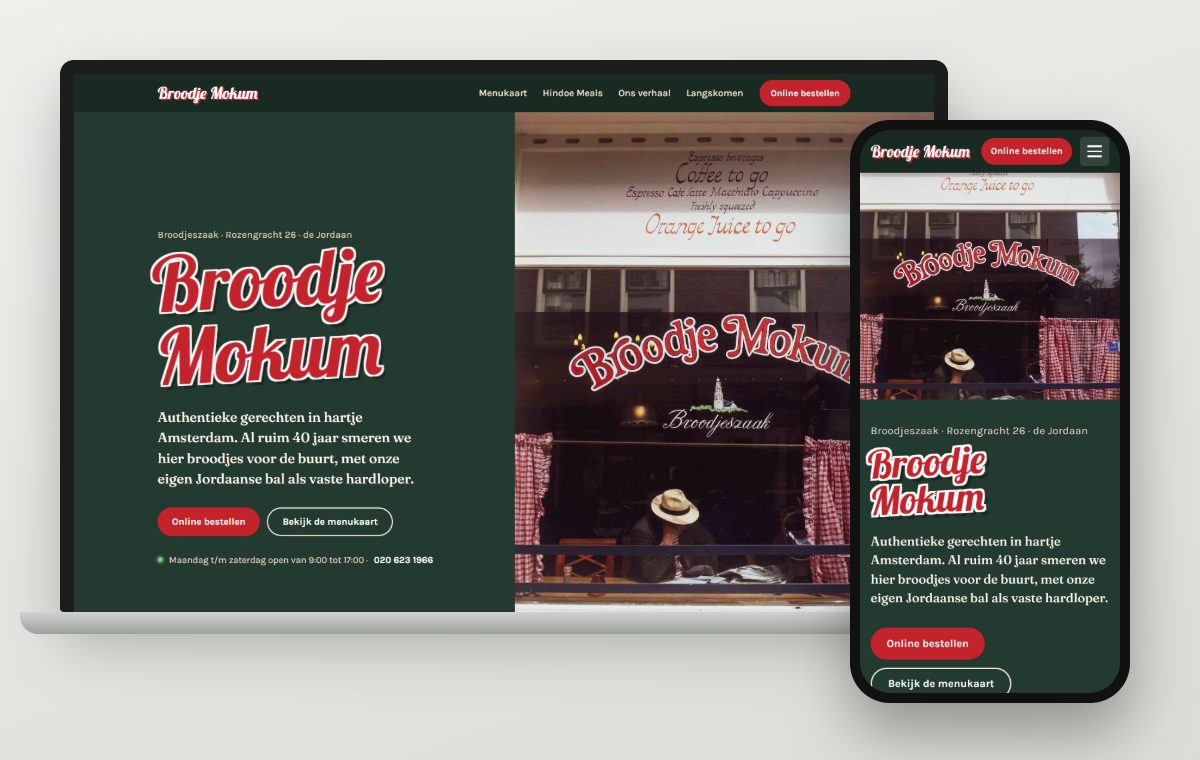 Broodje Mokum
Menukaart Hindoe Meals Ons verhaal Langskomen Online bestellen
Broodjeszaak · Rozengracht 26 · de Jordaan
Broodje
Mokum
Authentieke gerechten in hartje
Amsterdam. Al ruim 40 jaar smeren we
hier broodjes voor de buurt, met onze
eigen Jordaanse bal als vaste hardloper.
Online bestellen Bekijk de menukaart
Maandag t/m zaterdag open van 9:00 tot 17:00 · 020 623 1966
Espresso beverages
Coffee to go
Espresso Cafe latte Macchiato Cappuccino
Freshly squeezed
Orange Juice to go
Broodje Mokum
Broodjeszaak
Broodje Mokum Online bestellen
Orange Juice to go
Broodje Mokum
Broodjeszaak
Broodjeszaak · Rozengracht 26 · de Jordaan
Broodje
Mokum
Authentieke gerechten in hartje
Amsterdam. Al ruim 40 jaar smeren we
hier broodjes voor de buurt, met onze
eigen Jordaanse bal als vaste hardloper.
Online bestellen
Bekijk de menukaart